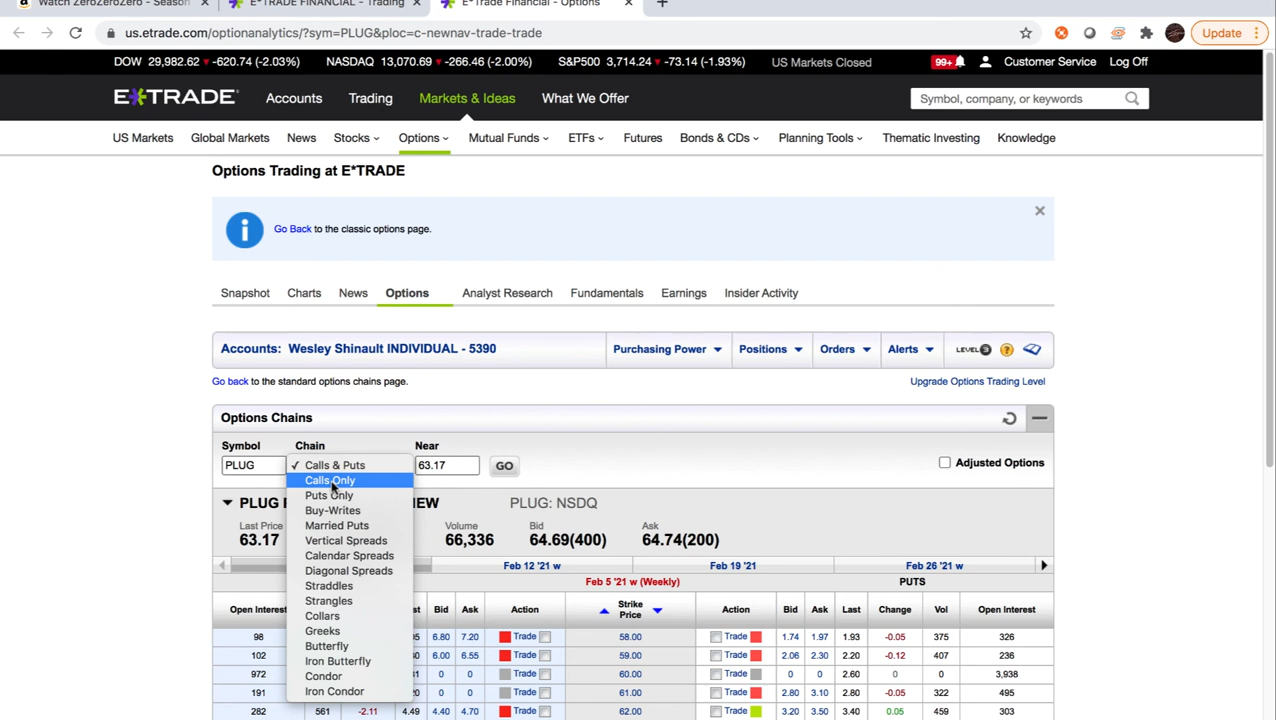 Watch ZeroZeroZero - Season
E*TRADE FINANCIAL - Trading
E*Trade Financial - Options
us.etrade.com/optionanalytics/?sym=PLUG&ploc=c-newnav-trade-trade
Update
DOW 29,982.62 -620.74 (-2.03%) NASDAQ 13,070.69 -266.46 (-2.00%) S&P500 3,714.24 -73.14 (-1.93%) US Markets Closed 99+ Customer Service Log Off
E*TRADE Accounts Trading Markets & Ideas What We Offer Symbol, company, or keywords
US Markets Global Markets News Stocks Options Mutual Funds ETFs Futures Bonds & CDs Planning Tools Thematic Investing Knowledge
Options Trading at E*TRADE
Go Back to the classic options page.
Snapshot Charts News Options Analyst Research Fundamentals Earnings Insider Activity
Accounts: Wesley Shinault INDIVIDUAL - 5390 Purchasing Power Positions Orders Alerts LEVEL 3 ?
Go back to the standard options chains page. Upgrade Options Trading Level
Options Chains
Symbol Chain Near
PLUG ✓ Calls & Puts 63.17 GO Adjusted Options
Calls Only
Puts Only
Buy-Writes
Married Puts
Vertical Spreads
Calendar Spreads
Diagonal Spreads
Straddles
Strangles
Collars
Greeks
Butterfly
Iron Butterfly
Condor
Iron Condor
PLUG EW PLUG: NSDQ
Last Price Volume Bid Ask
63.17 66,336 64.69(400) 64.74(200)
Feb 12 '21 w Feb 19 '21 Feb 26 '21 w
Feb 5 '21 w (Weekly) PUTS
Open Interest Bid Ask Action Strike Price Action Bid Ask Last Change Vol Open Interest
98 6.80 7.20 Trade 58.00 Trade 1.74 1.97 1.93 -0.05 375 326
102 6.00 6.55 Trade 59.00 Trade 2.06 2.30 2.20 -0.12 407 236
972 0 0 Trade 60.00 Trade 0 0 2.60 0 0 3,938
191 0 0 Trade 61.00 Trade 2.80 3.10 2.80 -0.05 322 495
282 561 -2.11 4.49 4.40 4.70 Trade 62.00 Trade 3.20 3.50 3.40 0.05 459 303